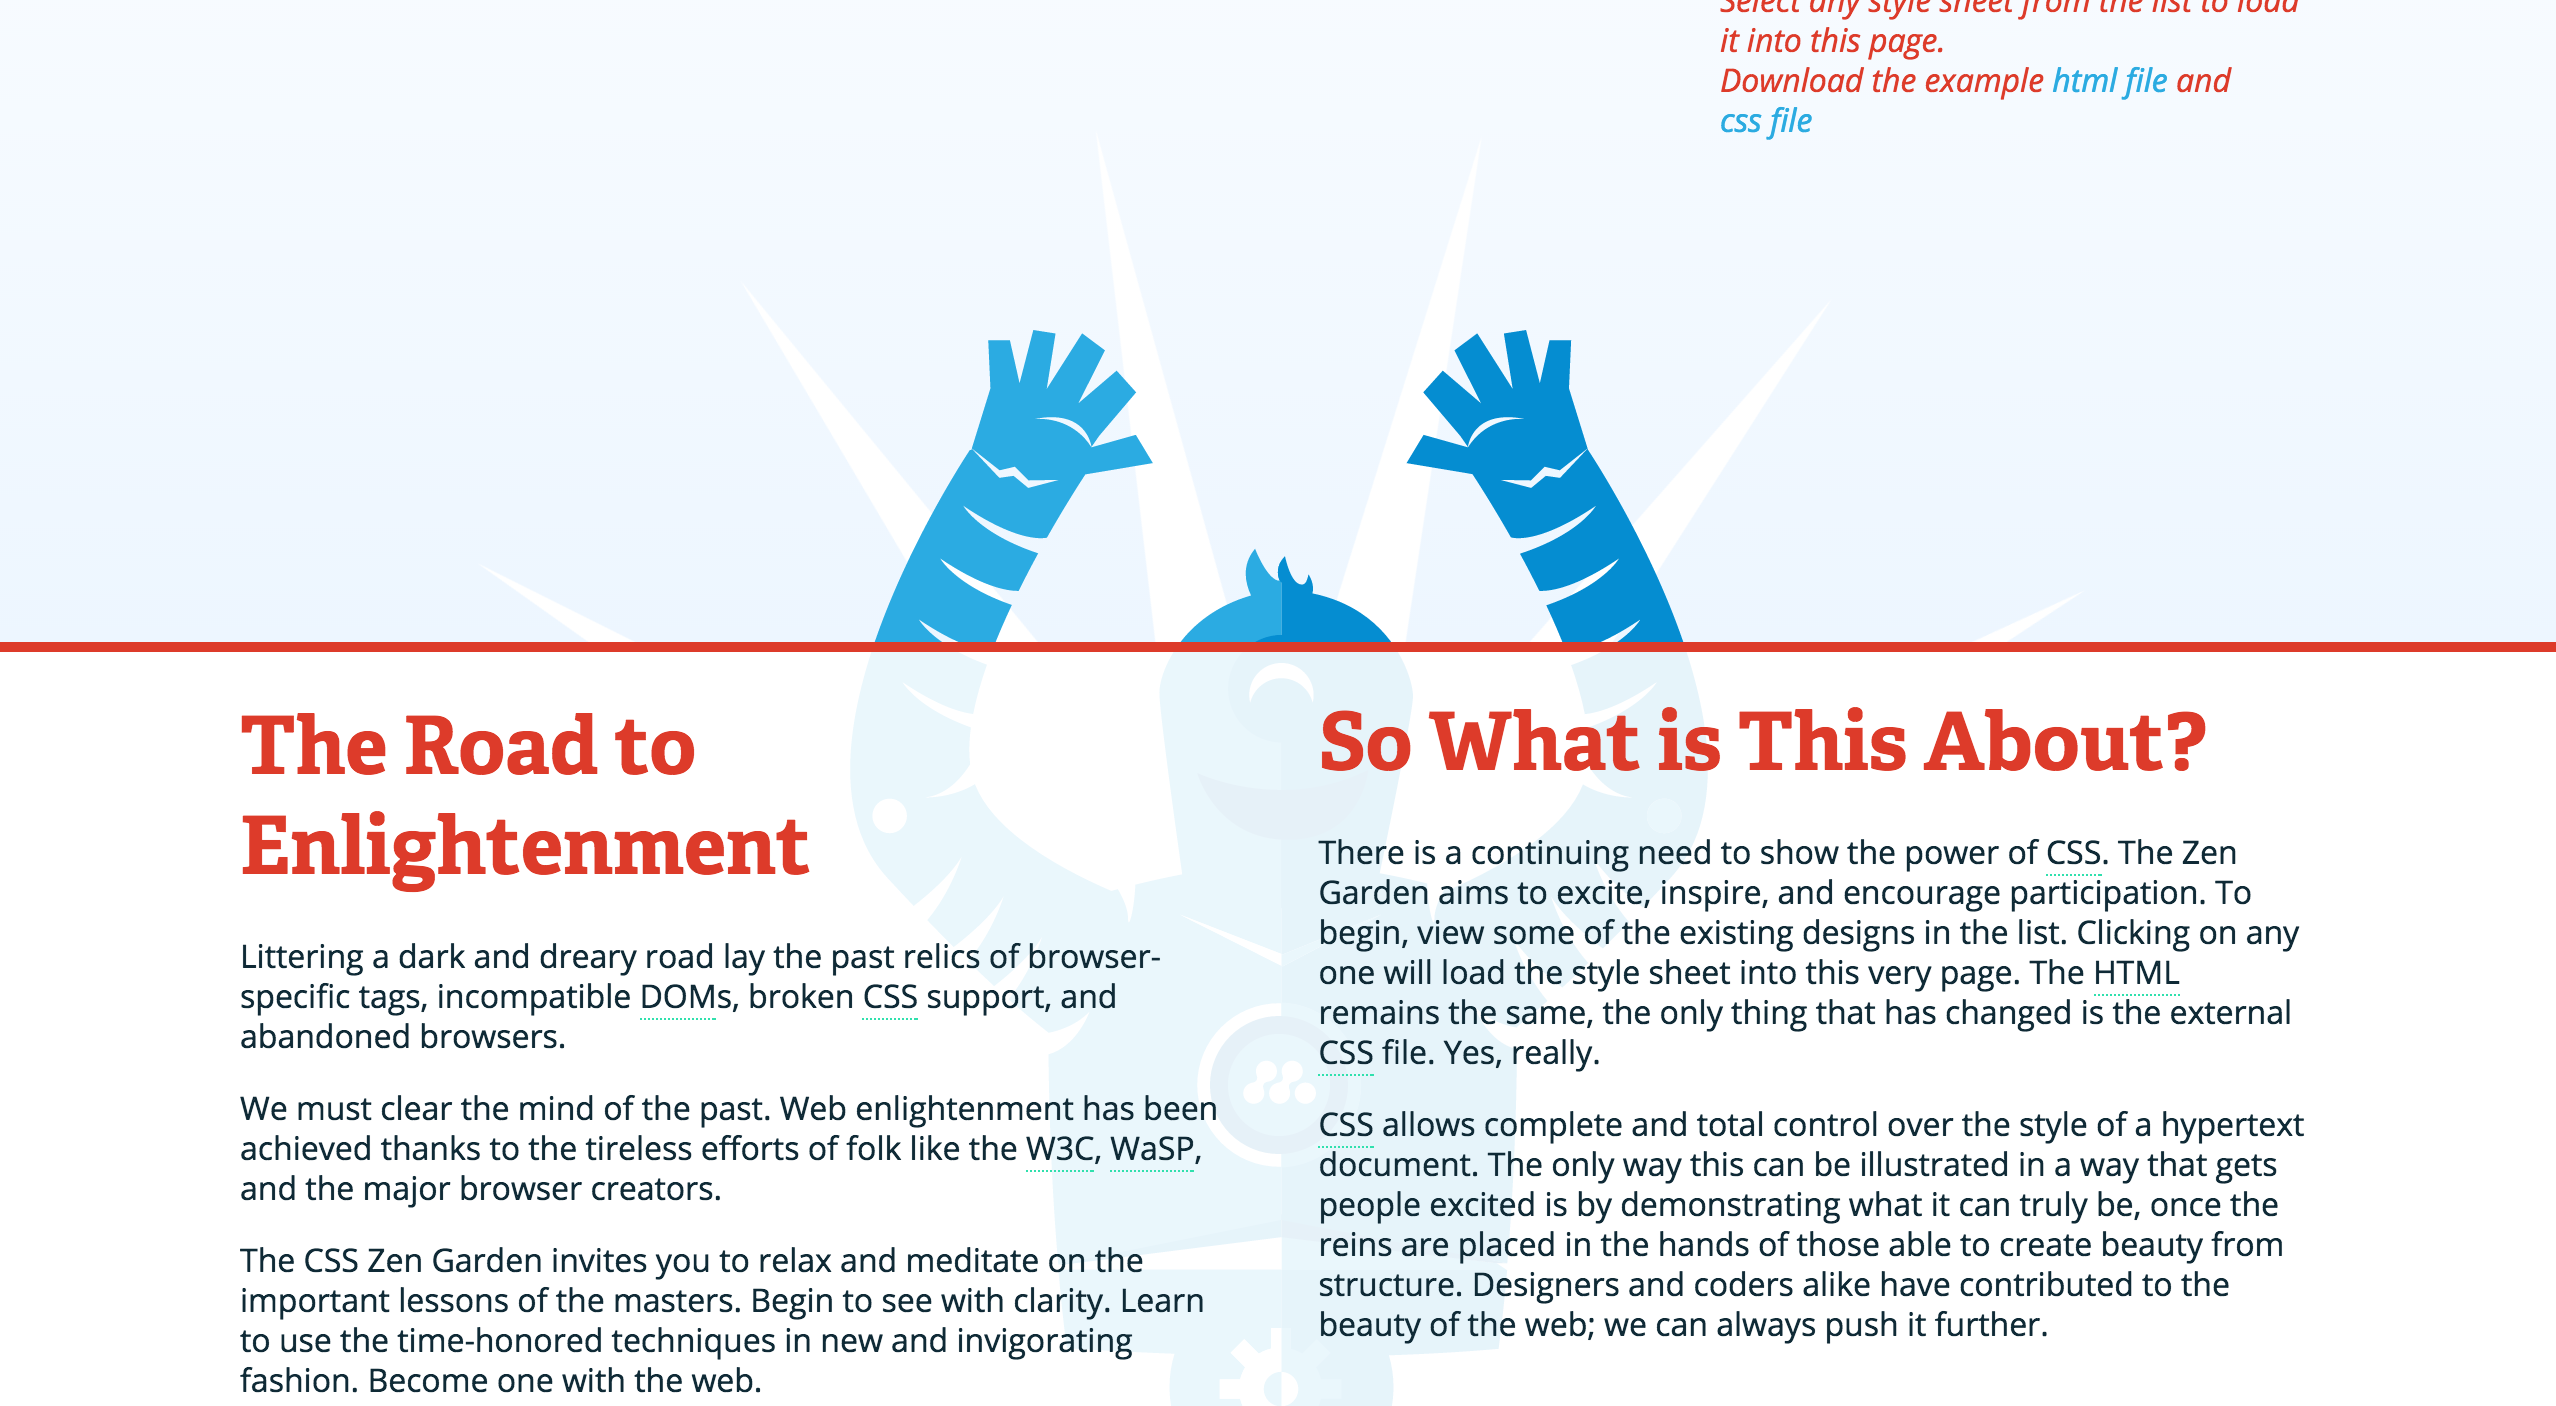 Select any style sheet from the list to load
it into this page.
Download the example html file and
css file
The Road to
Enlightenment
Littering a dark and dreary road lay the past relics of browser-
specific tags, incompatible DOMs, broken CSS support, and
abandoned browsers.
We must clear the mind of the past. Web enlightenment has been
achieved thanks to the tireless efforts of folk like the W3C, WaSP,
and the major browser creators.
The CSS Zen Garden invites you to relax and meditate on the
important lessons of the masters. Begin to see with clarity. Learn
to use the time-honored techniques in new and invigorating
fashion. Become one with the web.
So What is This About?
There is a continuing need to show the power of CSS. The Zen
Garden aims to excite, inspire, and encourage participation. To
begin, view some of the existing designs in the list. Clicking on any
one will load the style sheet into this very page. The HTML
remains the same, the only thing that has changed is the external
CSS file. Yes, really.
CSS allows complete and total control over the style of a hypertext
document. The only way this can be illustrated in a way that gets
people excited is by demonstrating what it can truly be, once the
reins are placed in the hands of those able to create beauty from
structure. Designers and coders alike have contributed to the
beauty of the web; we can always push it further.